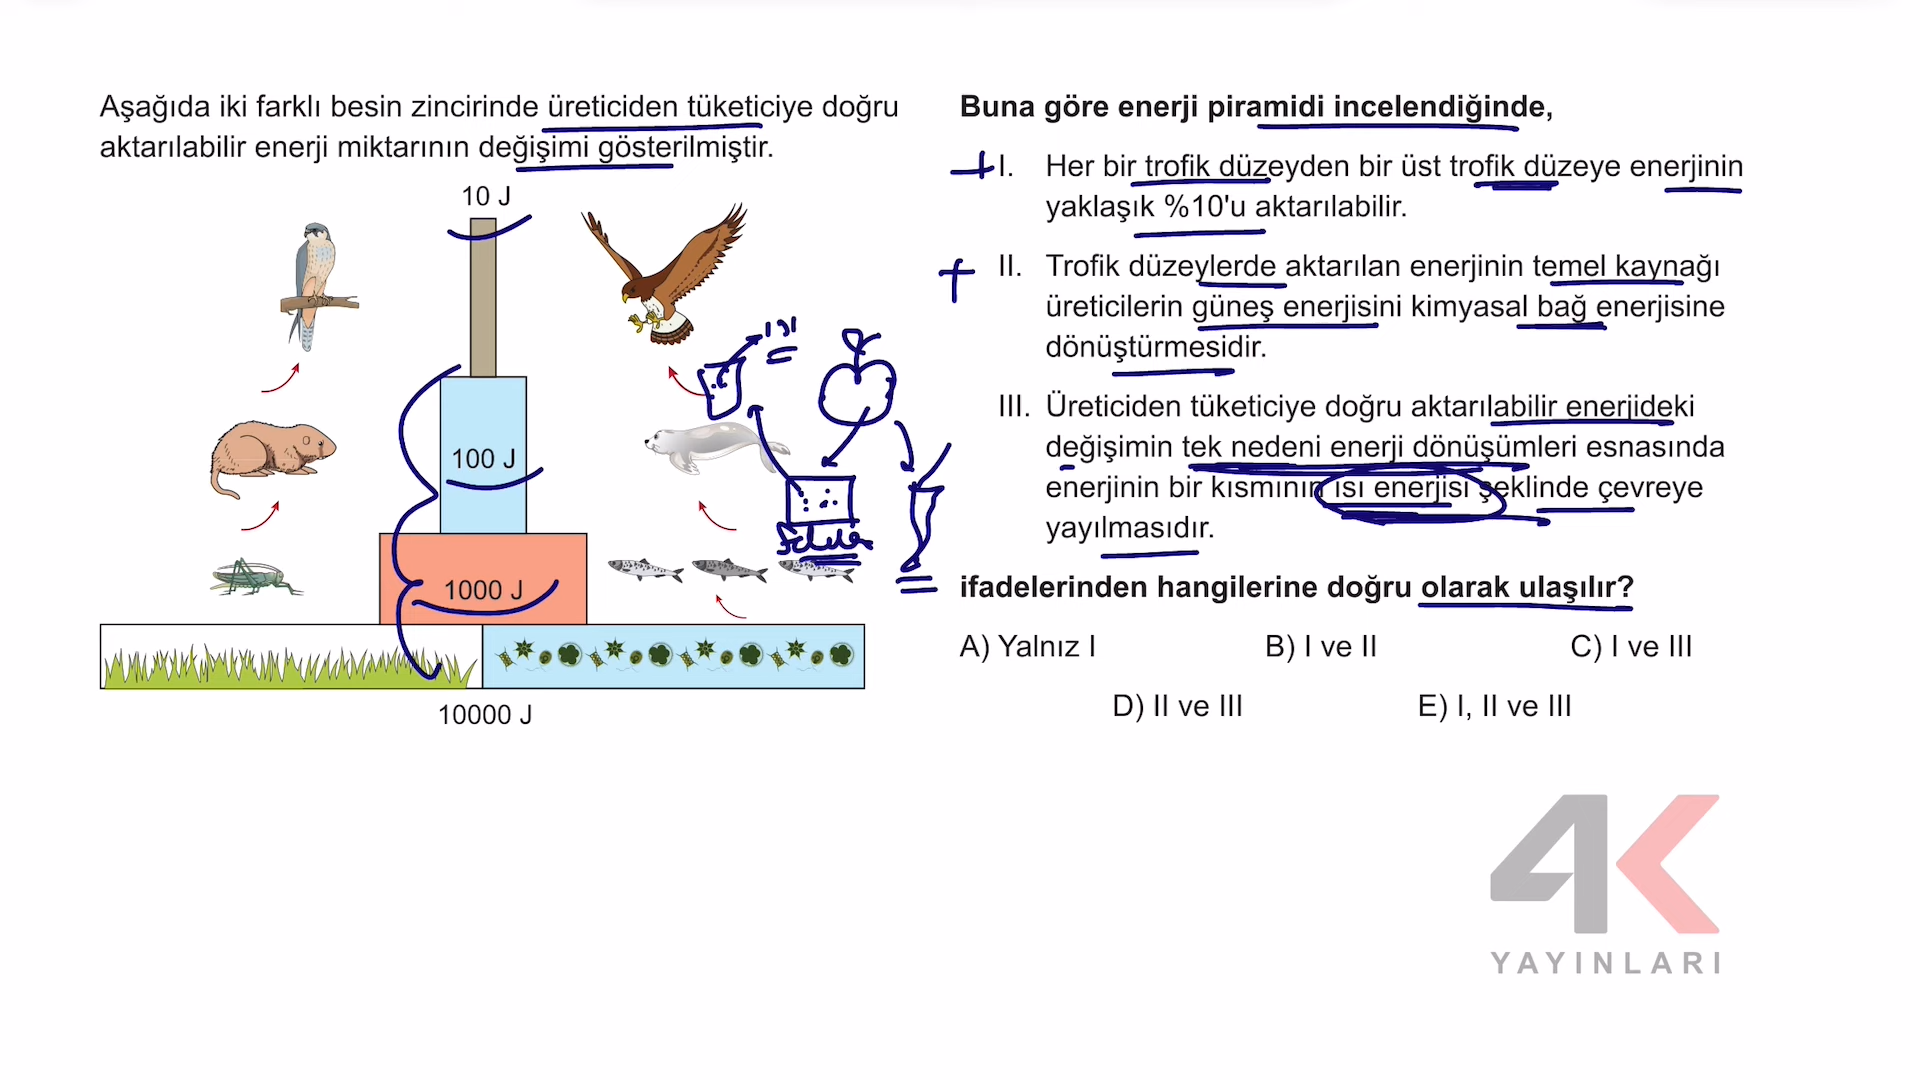 Aşağıda iki farklı besin zincirinde üreticiden tüketiciye doğru
aktarılabilir enerji miktarının değişimi gösterilmiştir.
10 J
100 J
1000 J
10000 J
ısı
Buna göre enerji piramidi incelendiğinde,
I. Her bir trofik düzeyden bir üst trofik düzeye enerjinin
yaklaşık %10'u aktarılabilir.
II. Trofik düzeylerde aktarılan enerjinin temel kaynağı
üreticilerin güneş enerjisini kimyasal bağ enerjisine
dönüştürmesidir.
III. Üreticiden tüketiciye doğru aktarılabilir enerjideki
değişimin tek nedeni enerji dönüşümleri esnasında
enerjinin bir kısmının ısı enerjisi şeklinde çevreye
yayılmasıdır.
ifadelerinden hangilerine doğru olarak ulaşılır?
A) Yalnız I B) I ve II C) I ve III
D) II ve III E) I, II ve III
4K
YAYINLARI